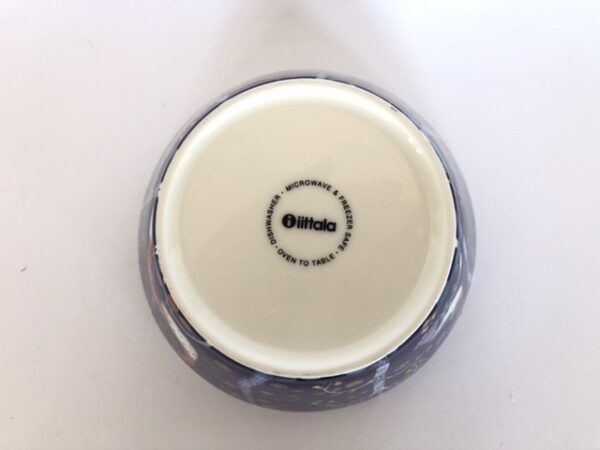 DISHWASHER · MICROWAVE & FREEZER SAFE · OVEN TO TABLE ·
iittala